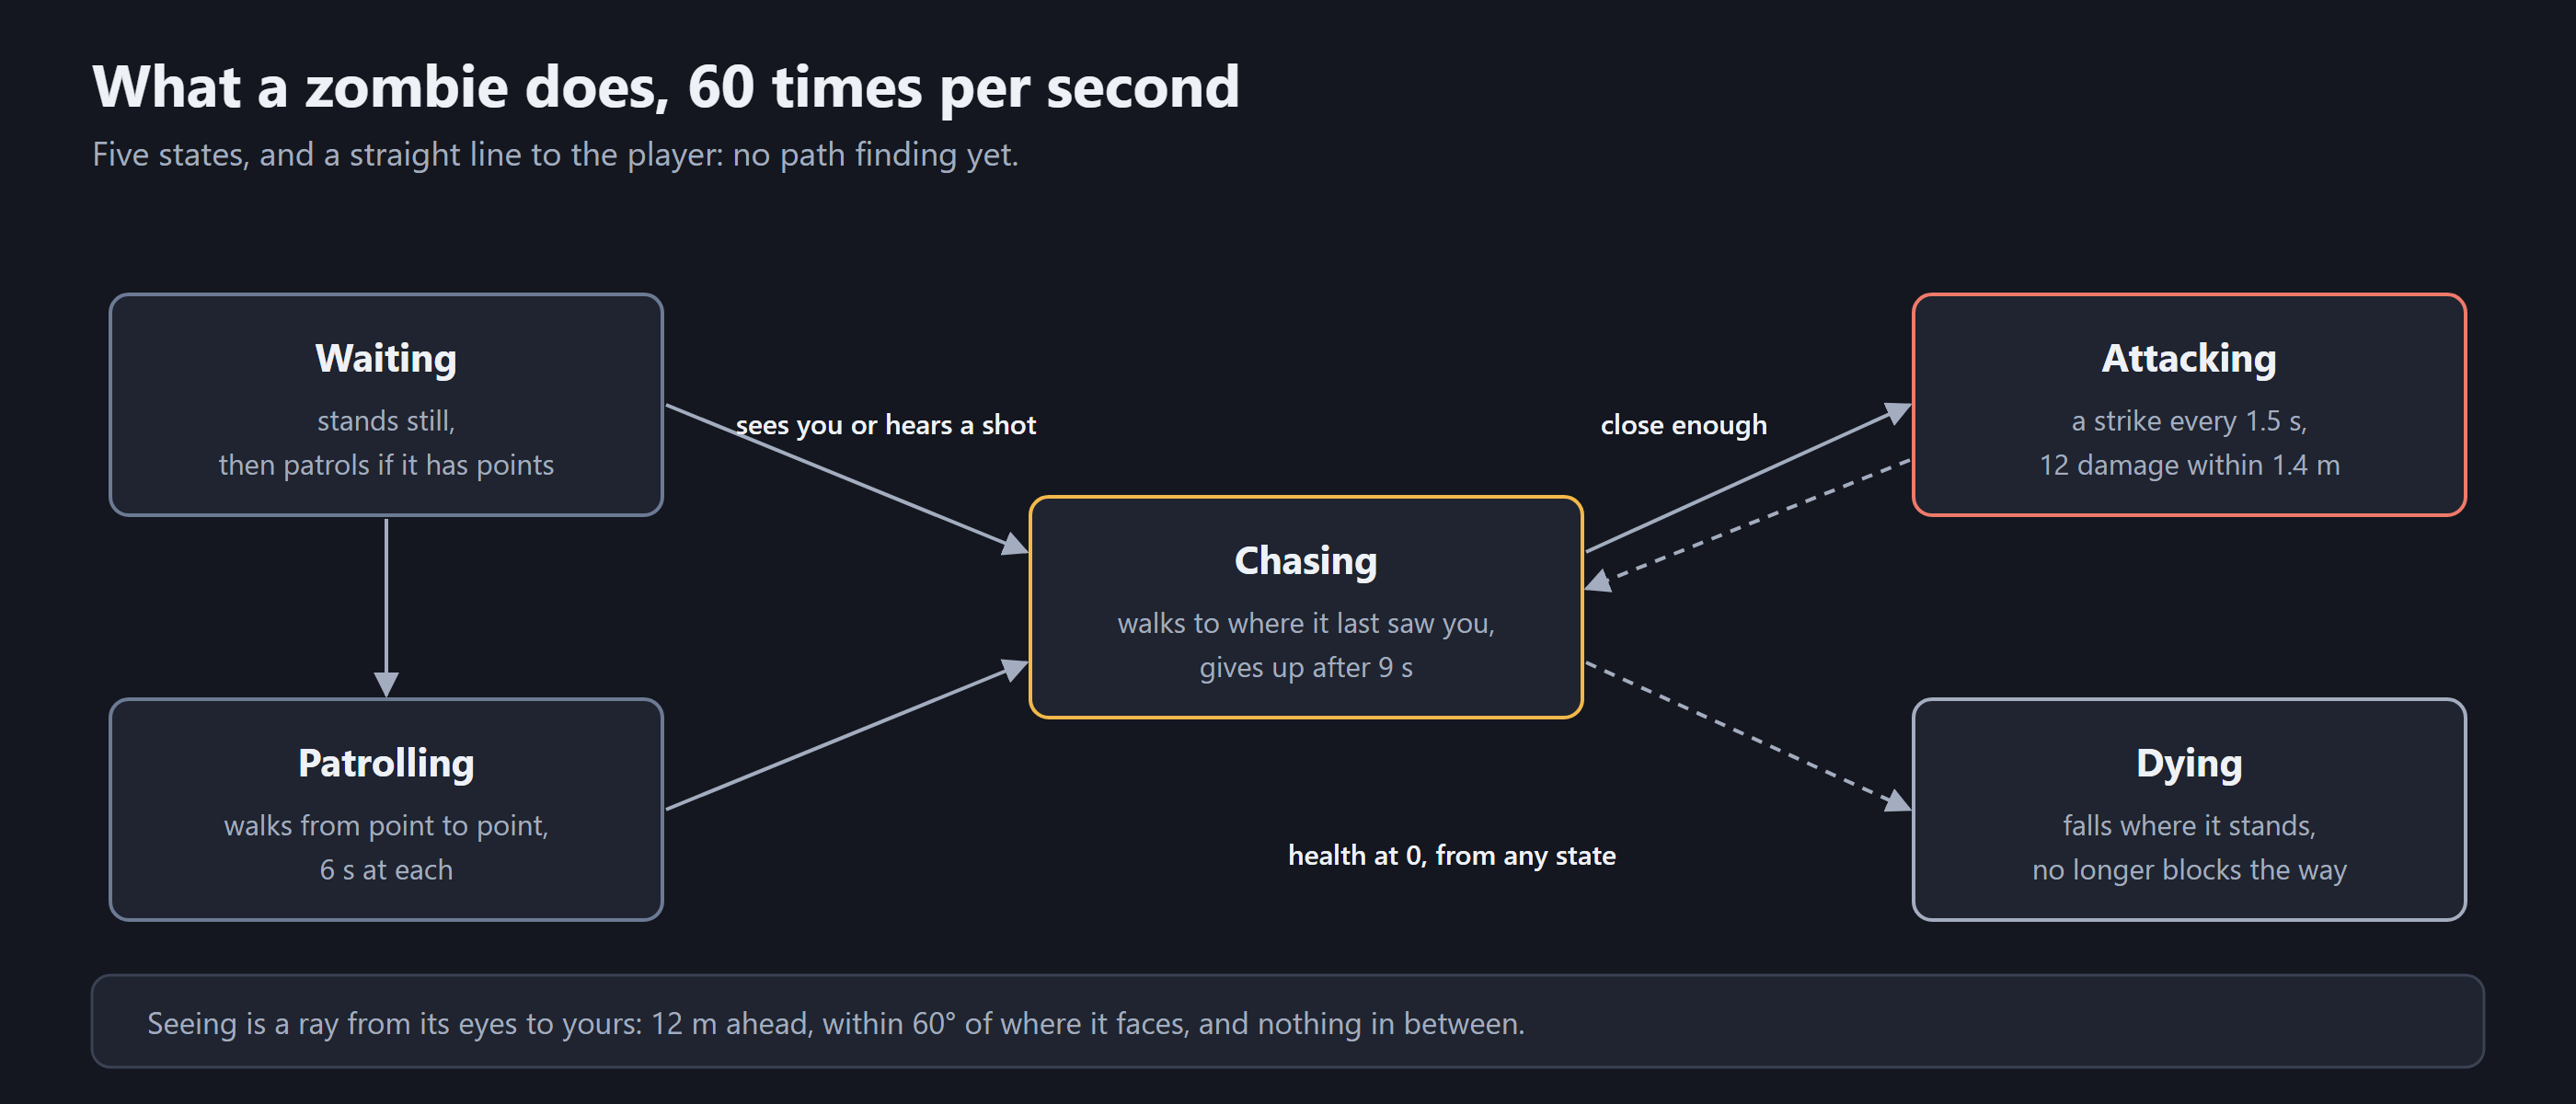 What a zombie does, 60 times per second
Five states, and a straight line to the player: no path finding yet.
Waiting
stands still,
then patrols if it has points
sees you or hears a shot
close enough
Attacking
a strike every 1.5 s,
12 damage within 1.4 m
Chasing
walks to where it last saw you,
gives up after 9 s
Patrolling
walks from point to point,
6 s at each
health at 0, from any state
Dying
falls where it stands,
no longer blocks the way
Seeing is a ray from its eyes to yours: 12 m ahead, within 60° of where it faces, and nothing in between.